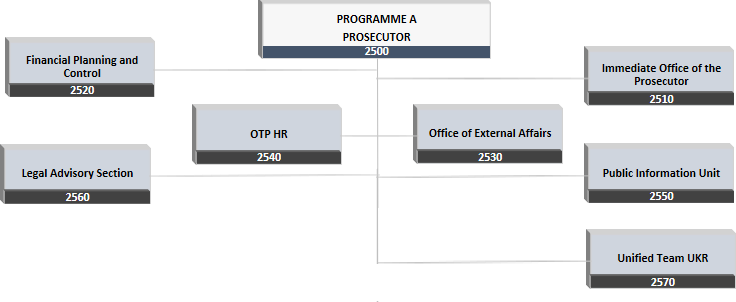 PROGRAMME A
PROSECUTOR
2500
Financial Planning and
Control
2520
Immediate Office of the
Prosecutor
2510
OTP HR
2540
Office of External Affairs
2530
Legal Advisory Section
2560
Public Information Unit
2550
Unified Team UKR
2570